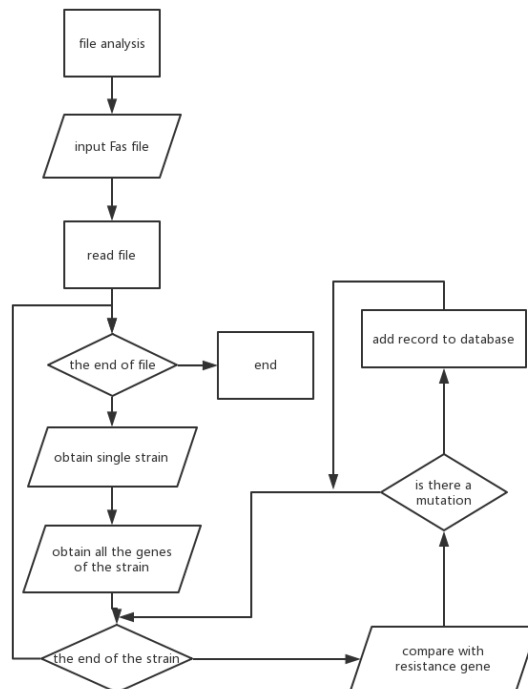 file analysis
input Fas file
read file
the end of file
end
add record to database
obtain single strain
is there a
mutation
obtain all the genes
of the strain
the end of the strain
compare with
resistance gene